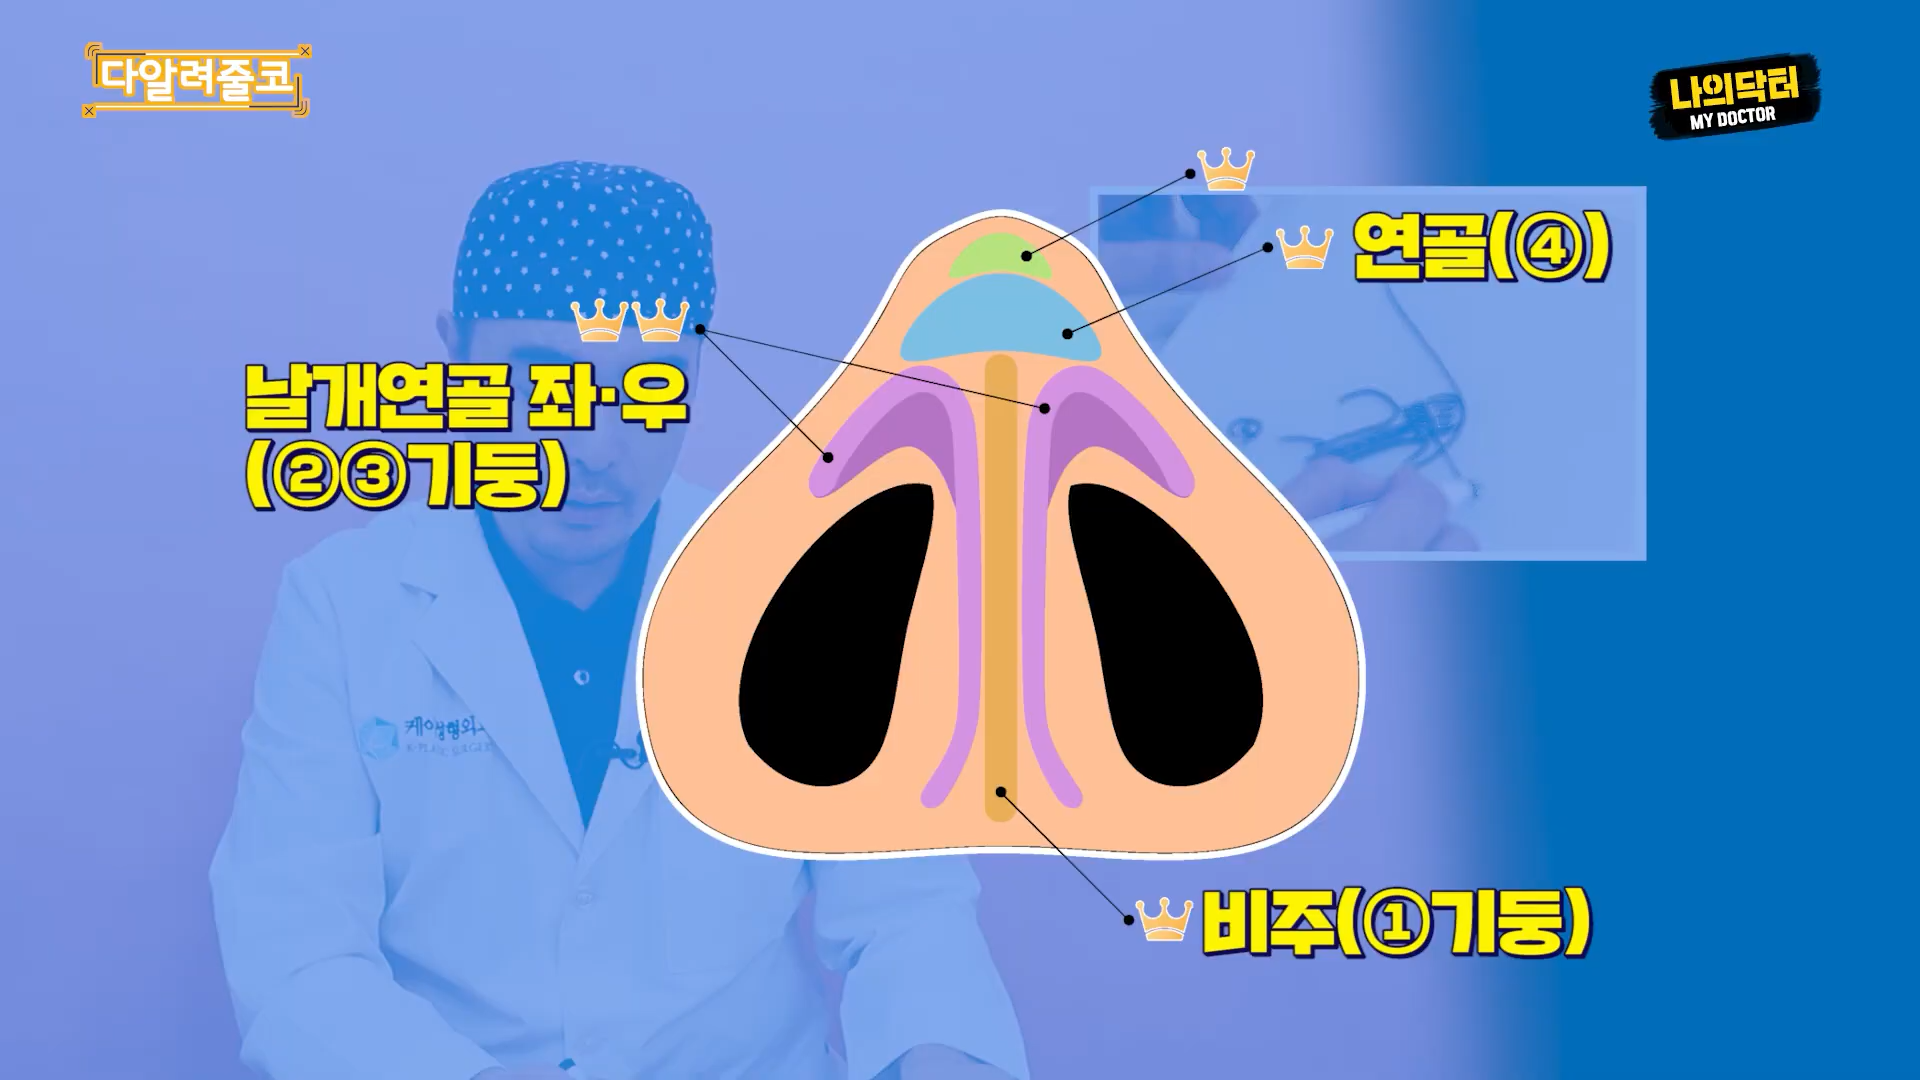 다알려줄코
나의닥터
MY DOCTOR
연골(④)
날개연골 좌·우
(②③기둥)
비주(①기둥)